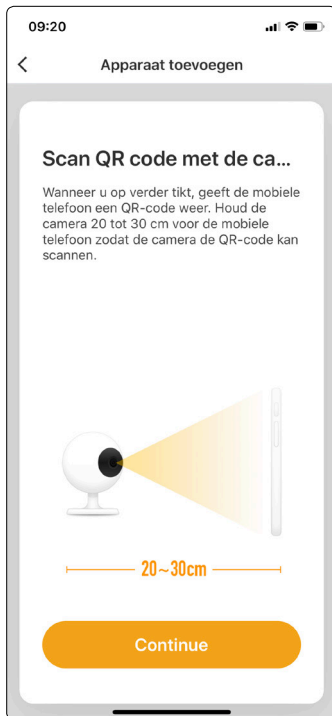 09:20
Apparaat toevoegen
Scan QR code met de ca...
Wanneer u op verder tikt, geeft de mobiele
telefoon een QR-code weer. Houd de
camera 20 tot 30 cm voor de mobiele
telefoon zodat de camera de QR-code kan
scannen.
20~30cm
Continue